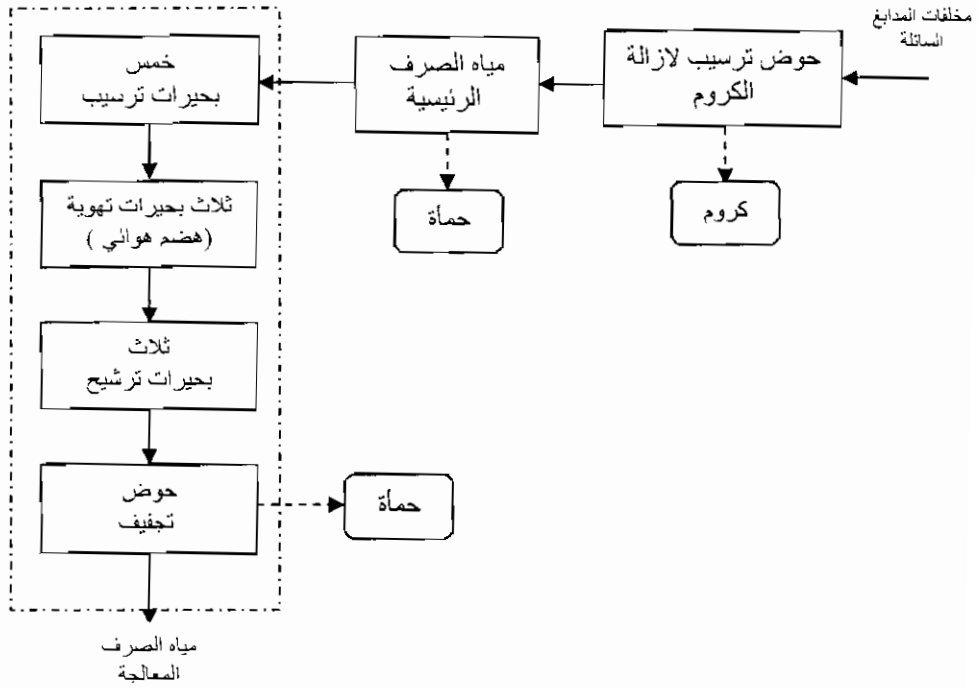 مخلفات المدابغ
السائلة
حوض ترسيب لازالة
الكروم
كروم
مياه الصرف
الرئيسية
حمأة
خمس
بحيرات ترسيب
ثلاث بحيرات تهوية
(هضم هوائي )
ثلاث
بحيرات ترشيح
حوض
تجفيف
حمأة
مياه الصرف
المعالجة